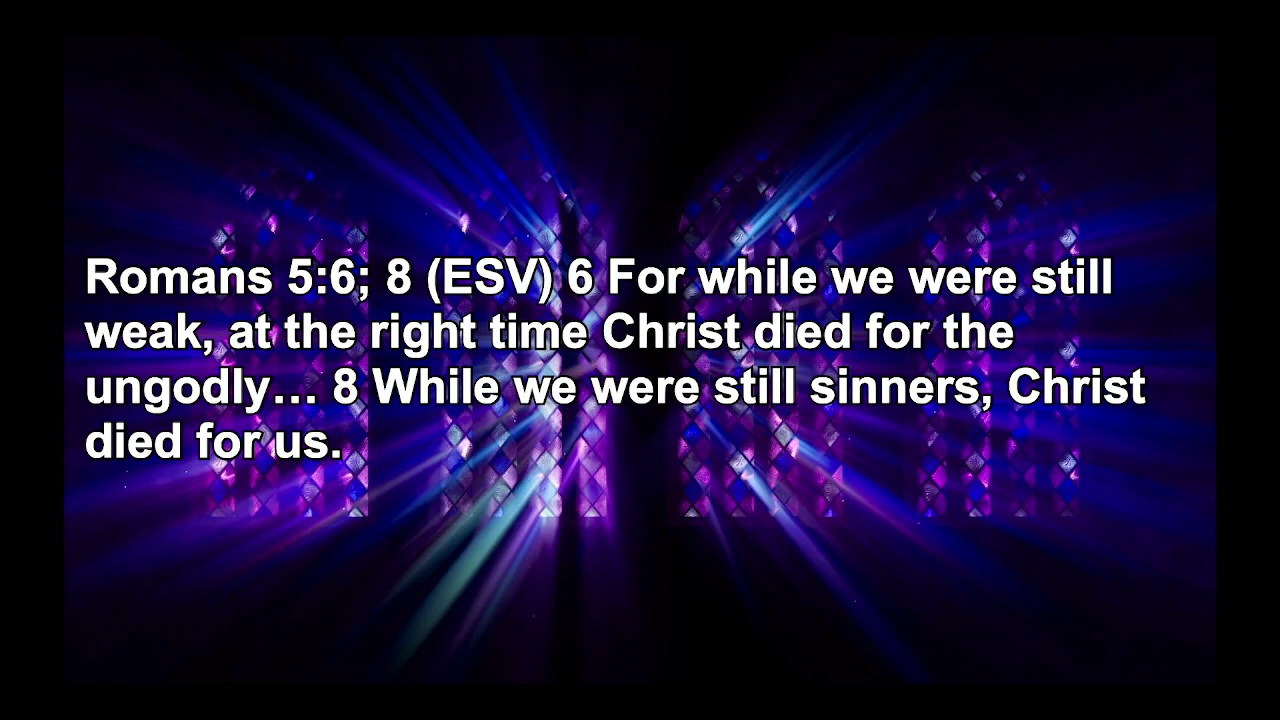 Romans 5:6; 8 (ESV) 6 For while we were still
weak, at the right time Christ died for the
ungodly… 8 While we were still sinners, Christ
died for us.